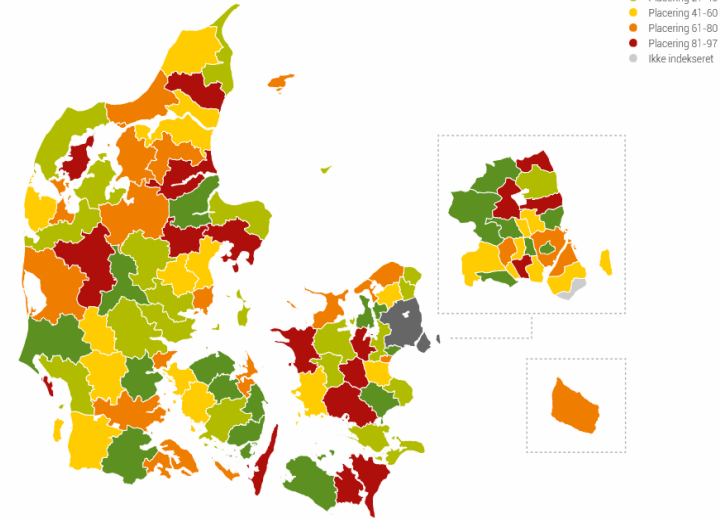 Placering 41-60
Placering 61-80
Placering 81-97
Ikke indekseret